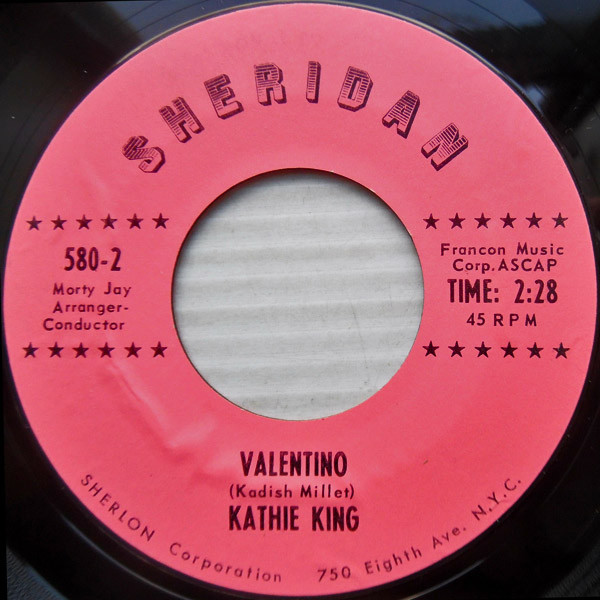 SHERIDAN
★★★★★★
580-2
Morty Jay
Arranger-
Conductor
★★★★★★
★★★★★★
Francon Music
Corp. ASCAP
TIME: 2:28
45 RPM
★★★★★★
VALENTINO
(Kadish Millet)
KATHIE KING
SHERLON Corporation 750 Eighth Ave. N.Y.C.